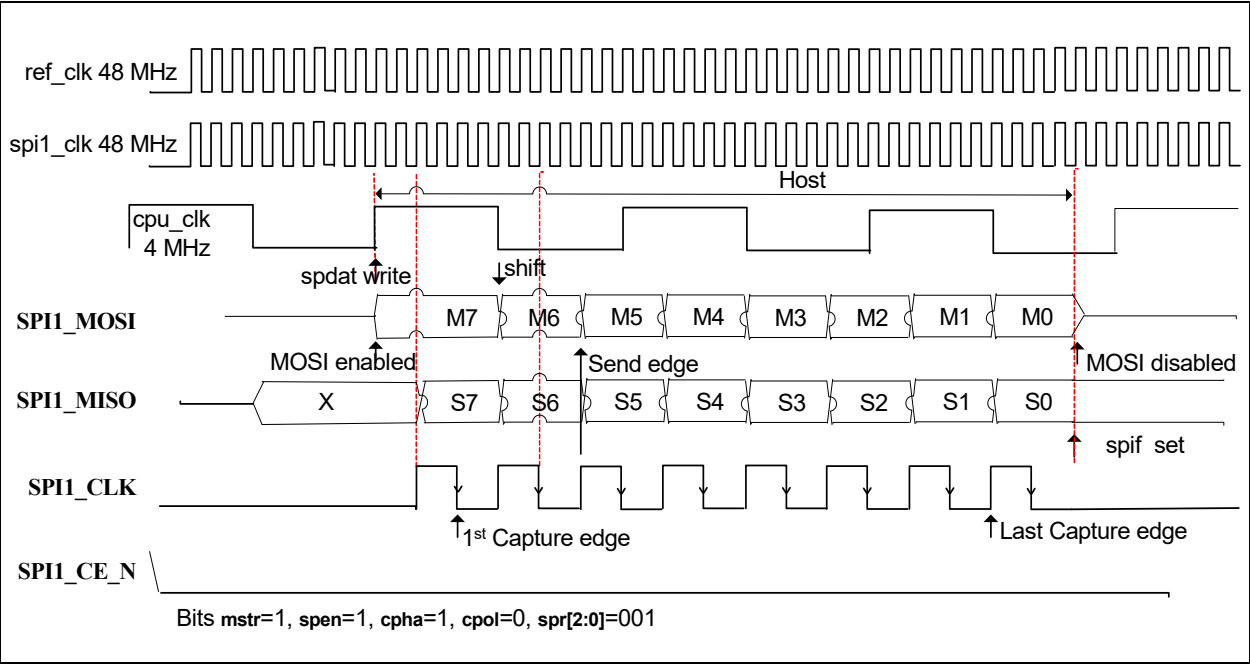 ref_clk 48 MHz
spi1_clk 48 MHz
Host
cpu_clk
4 MHz
spdat write
shift
SPI1_MOSI
M7 M6 M5 M4 M3 M2 M1 M0
MOSI enabled
Send edge
MOSI disabled
SPI1_MISO
X S7 S6 S5 S4 S3 S2 S1 S0
spif set
SPI1_CLK
1st Capture edge
Last Capture edge
SPI1_CE_N
Bits mstr=1, spen=1, cpha=1, cpol=0, spr[2:0]=001